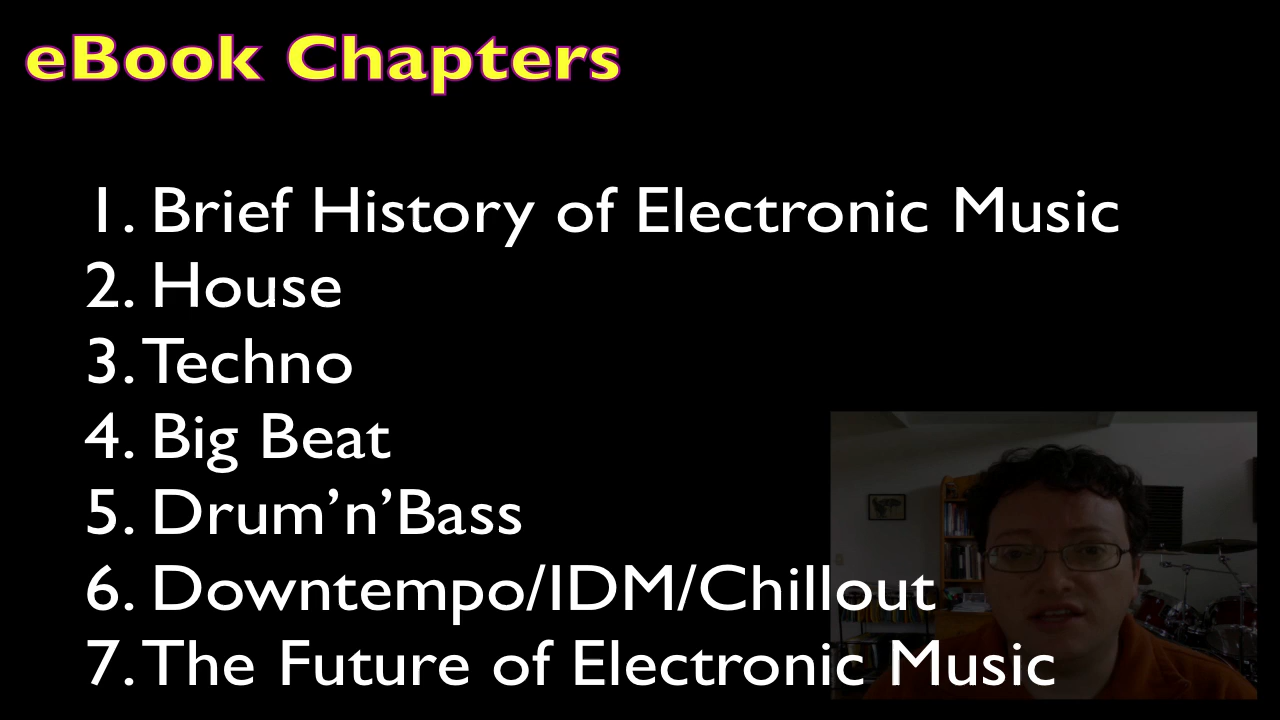 eBook Chapters
1. Brief History of Electronic Music
2. House
3. Techno
4. Big Beat
5. Drum’n’Bass
6. Downtempo/IDM/Chillout
7. The Future of Electronic Music